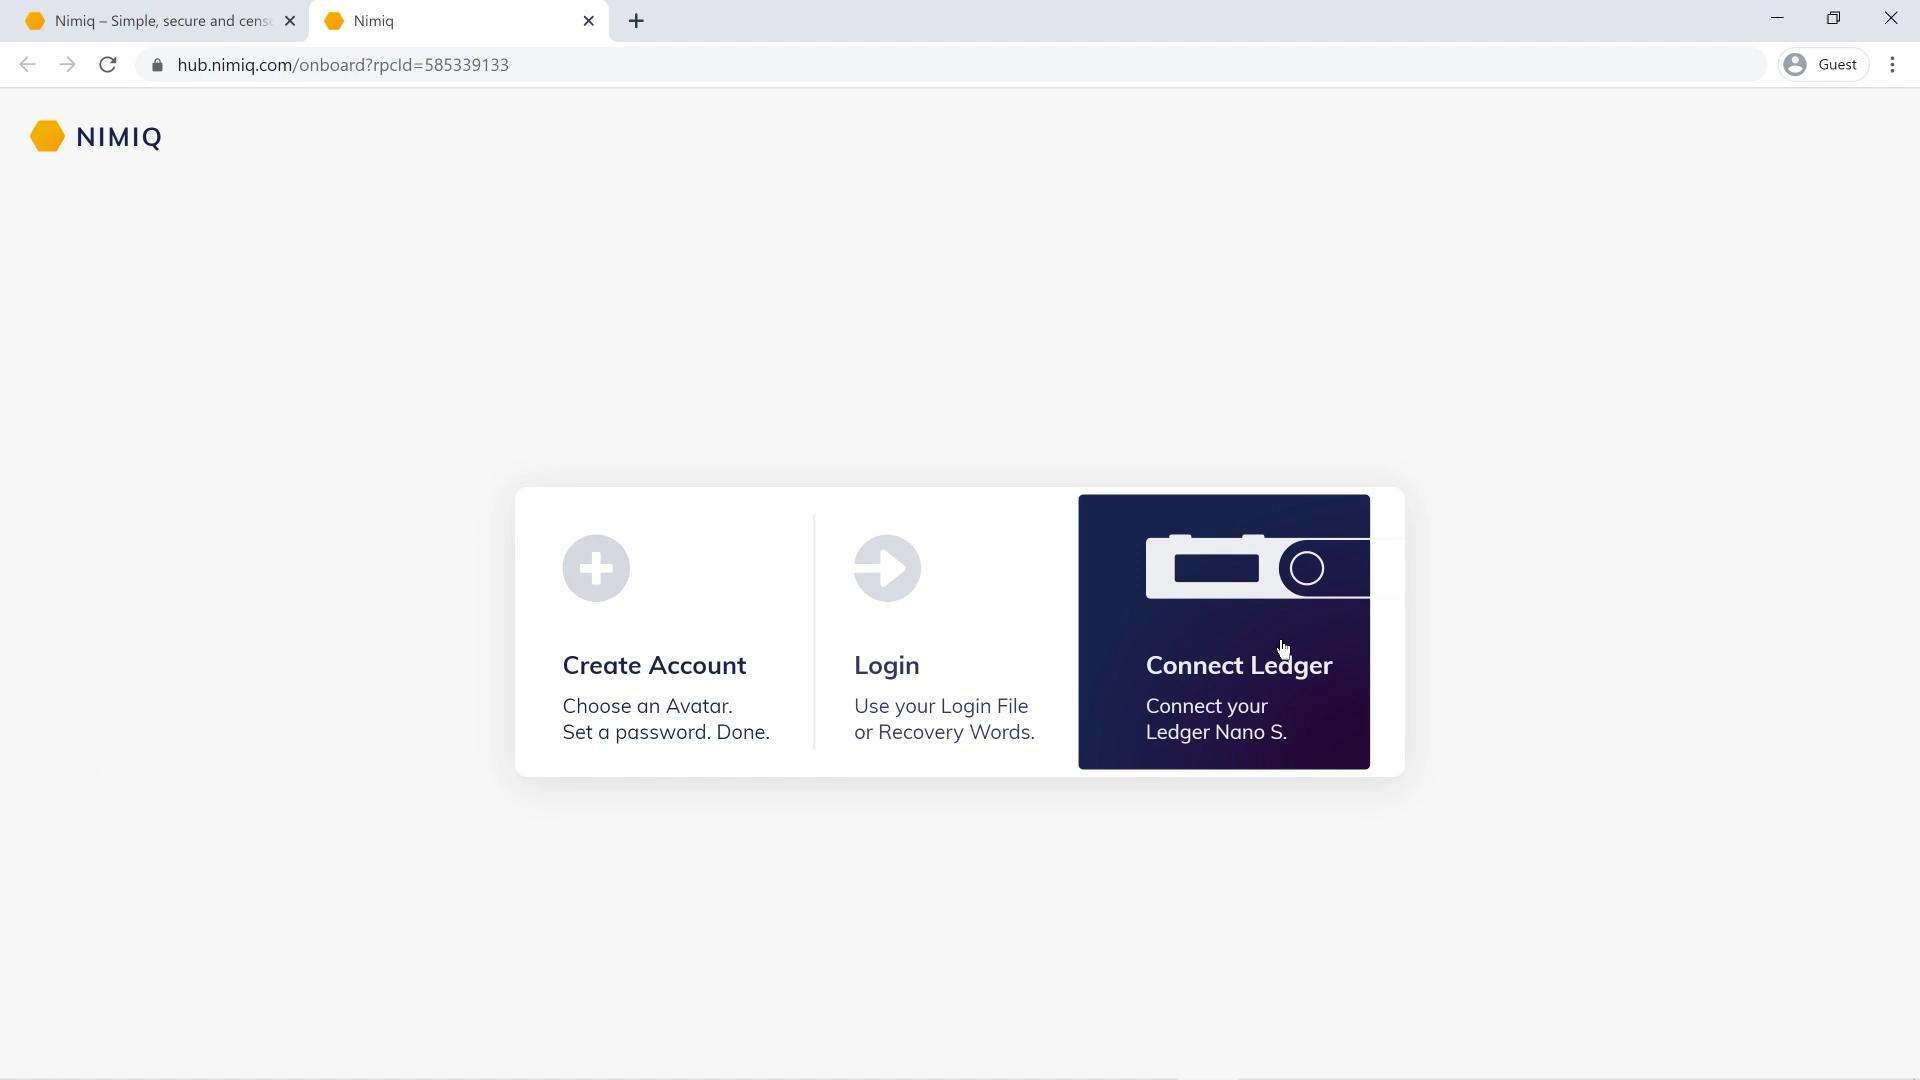 Nimiq – Simple, secure and cens
Nimiq
hub.nimiq.com/onboard?rpcId=585339133
Guest
NIMIQ
Create Account
Choose an Avatar.
Set a password. Done.
Login
Use your Login File
or Recovery Words.
Connect Ledger
Connect your
Ledger Nano S.